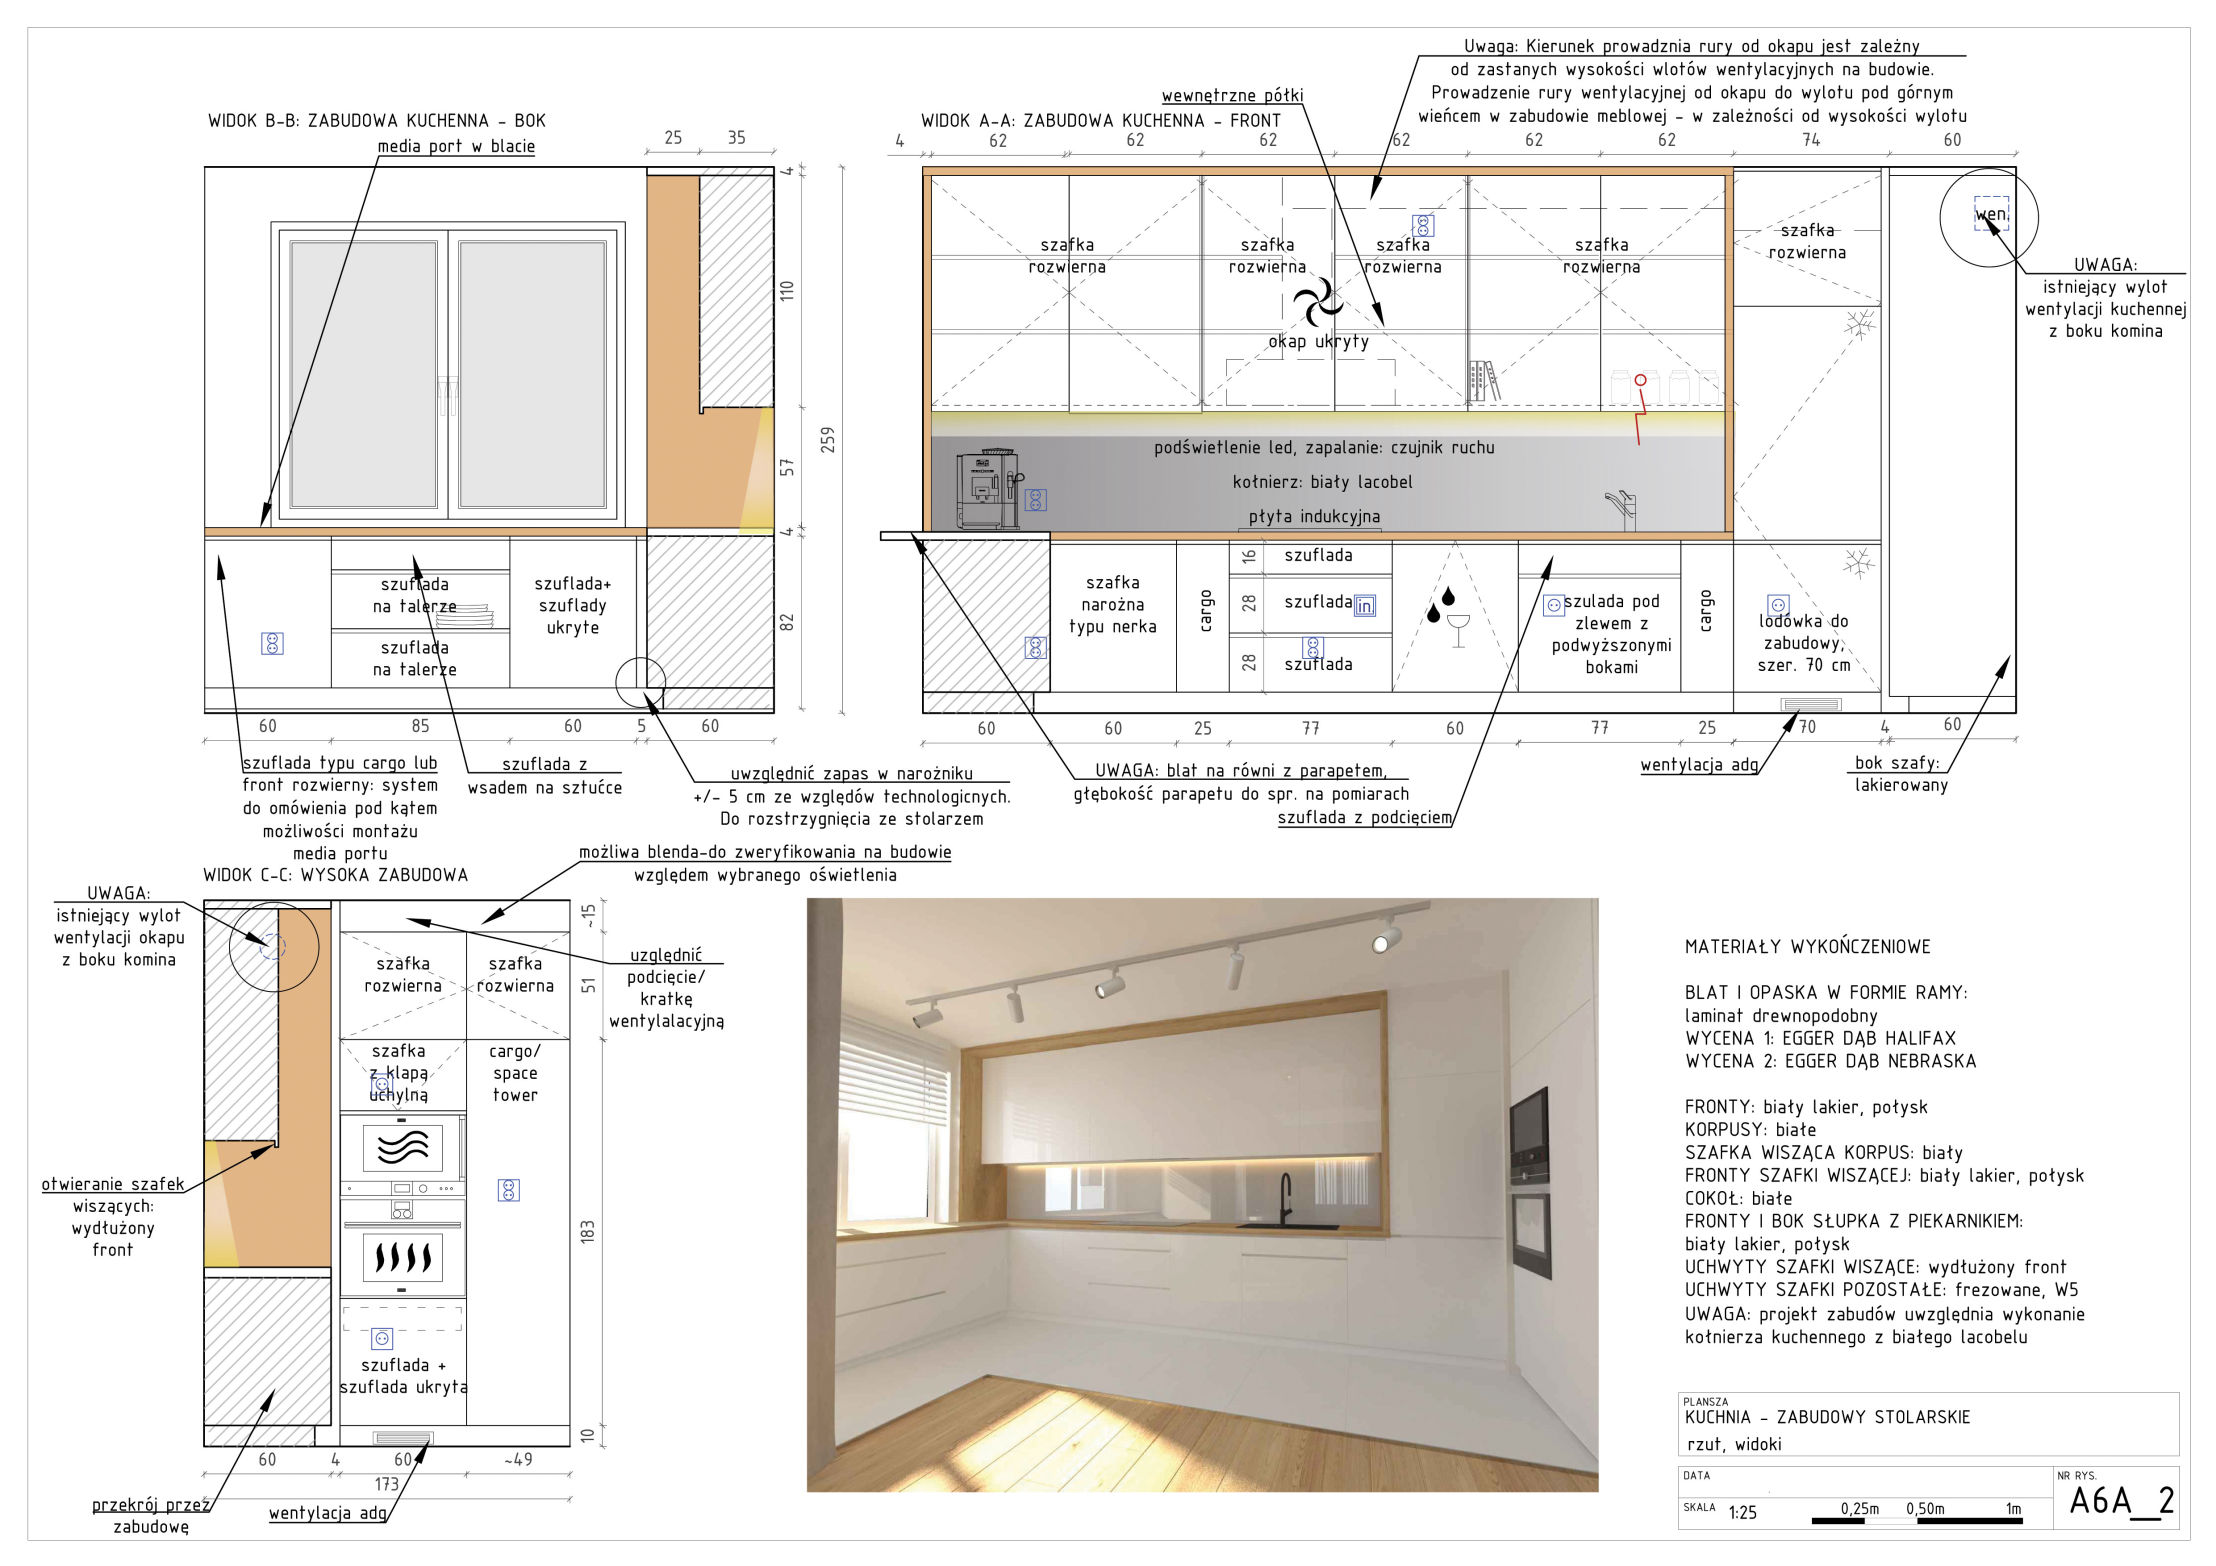 Uwaga: Kierunek prowadznia rury od okapu jest zależny
od zastanych wysokości wlotów wentylacyjnych na budowie.
Prowadzenie rury wentylacyjnej od okapu do wylotu pod górnym
wieńcem w zabudowie meblowej - w zależności od wysokości wylotu
wewnętrzne półki
WIDOK B-B: ZABUDOWA KUCHENNA - BOK
media port w blacie
25 35
4
110
57
4
82
259
szuflada
na talerze
szuflada
na talerze
szuflada+
szuflady
ukryte
60 85 60 5 60
szuflada typu cargo lub
front rozwierny: system
do omówienia pod kątem
możliwości montażu
media portu
szuflada z
wsadem na sztućce
uwzględnić zapas w narożniku
+/- 5 cm ze względów technologicnych.
Do rozstrzygnięcia ze stolarzem
WIDOK A-A: ZABUDOWA KUCHENNA - FRONT
4 62 62 62 62 62 62 74 60
szafka
rozwierna
szafka
rozwierna
szafka
rozwierna
szafka
rozwierna
szafka
rozwierna
wen.
UWAGA:
istniejący wylot
wentylacji kuchennej
z boku komina
okap ukryty
podświetlenie led, zapalanie: czujnik ruchu
kołnierz: biały lacobel
płyta indukcyjna
szafka
narożna
typu nerka
cargo
16
28
28
szuflada
szuflada
in.
szuflada
szulada pod
zlewem z
podwyższonymi
bokami
cargo
lodówka do
zabudowy,
szer. 70 cm
60 60 25 77 60 77 25 70 4 60
UWAGA: blat na równi z parapetem,
głębokość parapetu do spr. na pomiarach
szuflada z podcięciem
wentylacja adg
bok szafy:
lakierowany
WIDOK C-C: WYSOKA ZABUDOWA
możliwa blenda-do zweryfikowania na budowie
względem wybranego oświetlenia
UWAGA:
istniejący wylot
wentylacji okapu
z boku komina
~15
51
183
10
uzględnić
podcięcie/
kratkę
wentylalacyjną
szafka
rozwierna
szafka
rozwierna
szafka
z klapą
uchylną
cargo/
space
tower
otwieranie szafek
wiszących:
wydłużony
front
szuflada +
szuflada ukryta
60 4 60 ~49
173
przekrój przez
zabudowę
wentylacja adg
MATERIAŁY WYKOŃCZENIOWE
BLAT I OPASKA W FORMIE RAMY:
laminat drewnopodobny
WYCENA 1: EGGER DĄB HALIFAX
WYCENA 2: EGGER DĄB NEBRASKA
FRONTY: biały lakier, połysk
KORPUSY: białe
SZAFKA WISZĄCA KORPUS: biały
FRONTY SZAFKI WISZĄCEJ: biały lakier, połysk
COKOŁ: białe
FRONTY I BOK SŁUPKA Z PIEKARNIKIEM:
biały lakier, połysk
UCHWYTY SZAFKI WISZĄCE: wydłużony front
UCHWYTY SZAFKI POZOSTAŁE: frezowane, W5
UWAGA: projekt zabudów uwzględnia wykonanie
kołnierza kuchennego z białego lacobelu
PLANSZA
KUCHNIA - ZABUDOWY STOLARSKIE
rzut, widoki
DATA
SKALA 1:25
0,25m 0,50m 1m
NR RYS.
A6A_2